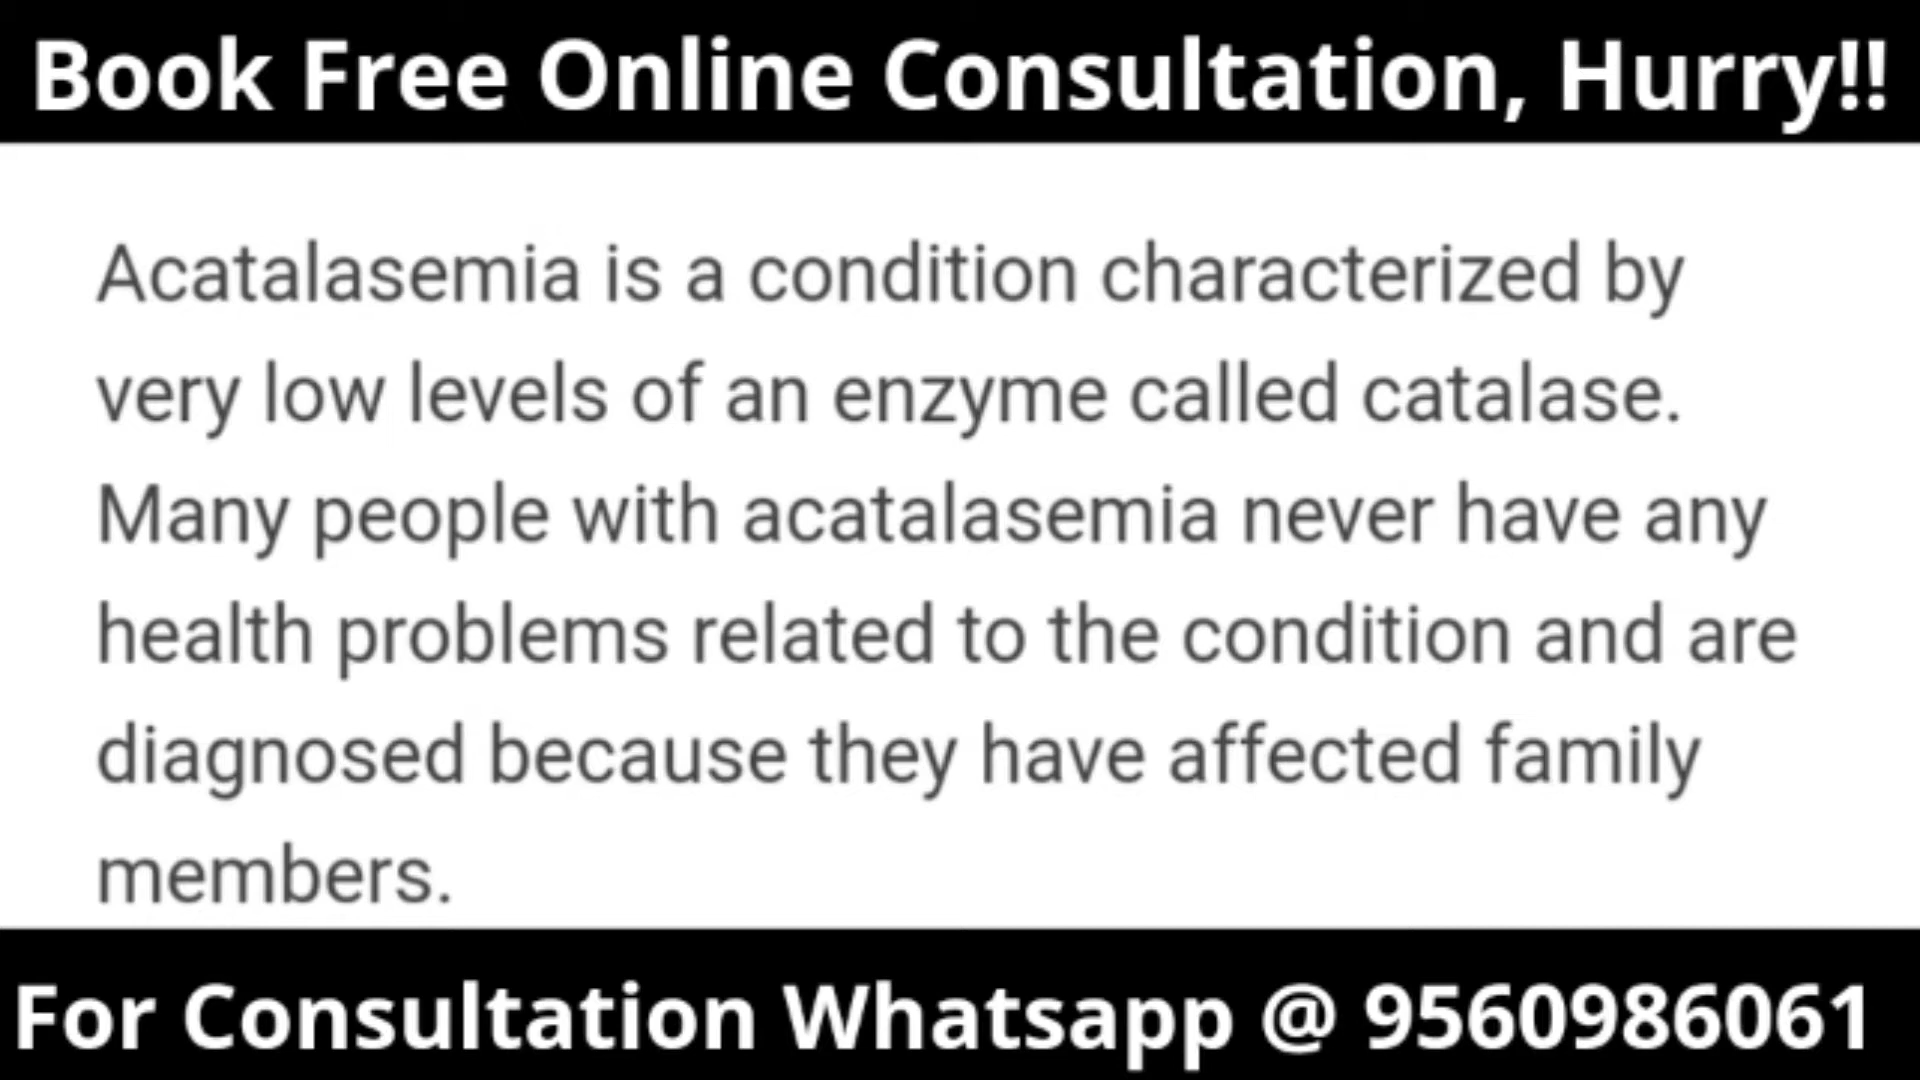 Book Free Online Consultation, Hurry!!
Acatalasemia is a condition characterized by
very low levels of an enzyme called catalase.
Many people with acatalasemia never have any
health problems related to the condition and are
diagnosed because they have affected family
members.
For Consultation Whatsapp @ 9560986061